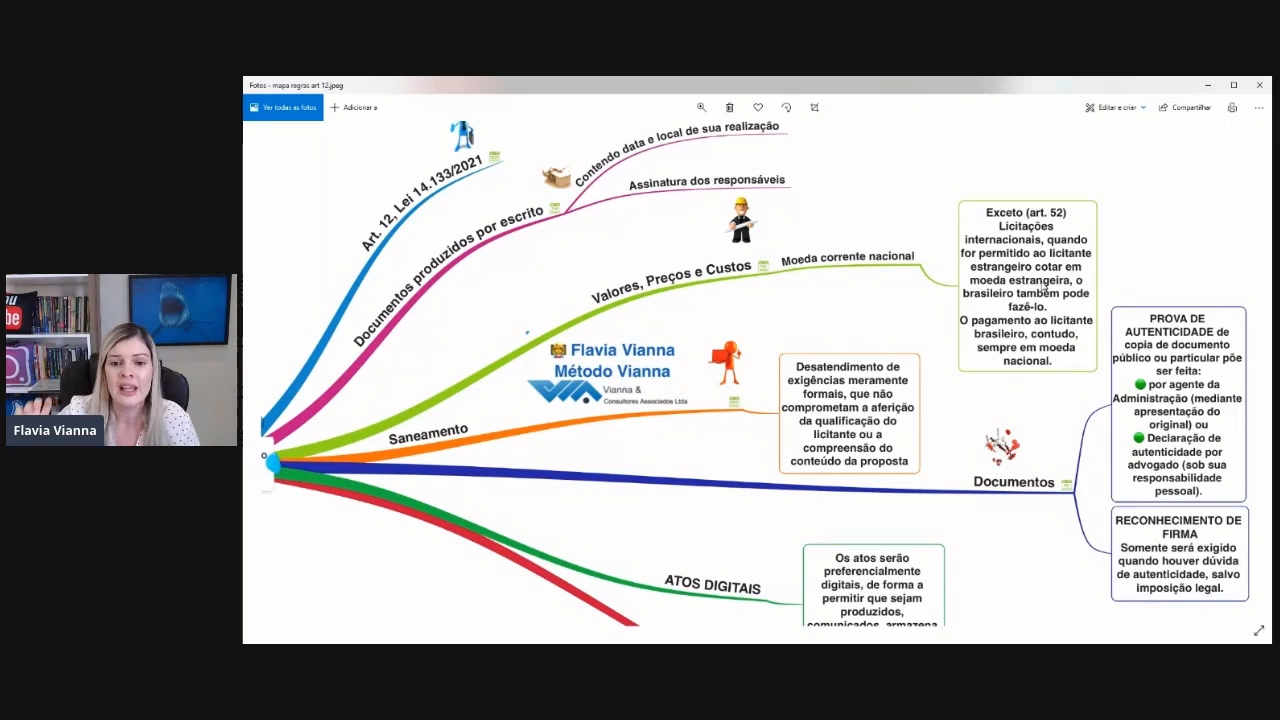 Fotos - mapa regras art 12.jpeg
Ver todas as fotos
Adicionar a
Editar e criar
Compartilhar
Art. 12, Lei 14.133/2021
Documentos produzidos por escrito
Contendo data e local de sua realização
Assinatura dos responsáveis
Valores, Preços e Custos
Moeda corrente nacional
Exceto (art. 52)
Licitações
internacionais, quando
for permitido ao licitante
estrangeiro cotar em
moeda estrangeira, o
brasileiro também pode
fazê-lo.
O pagamento ao licitante
brasileiro, contudo,
sempre em moeda
nacional.
Flavia Vianna
Método Vianna
Vianna &
Consultores Associados Ltda
Saneamento
Desatendimento de
exigências meramente
formais, que não
comprometam a aferição
da qualificação do
licitante ou a
compreensão do
conteúdo da proposta
Documentos
PROVA DE
AUTENTICIDADE de
copia de documento
público ou particular põe
ser feita:
por agente da
Administração (mediante
apresentação do
original) ou
Declaração de
autenticidade por
advogado (sob sua
responsabilidade
pessoal).
RECONHECIMENTO DE
FIRMA
Somente será exigido
quando houver dúvida
de autenticidade, salvo
imposição legal.
ATOS DIGITAIS
Os atos serão
preferencialmente
digitais, de forma a
permitir que sejam
produzidos,
comunicados, armazena
Flavia Vianna